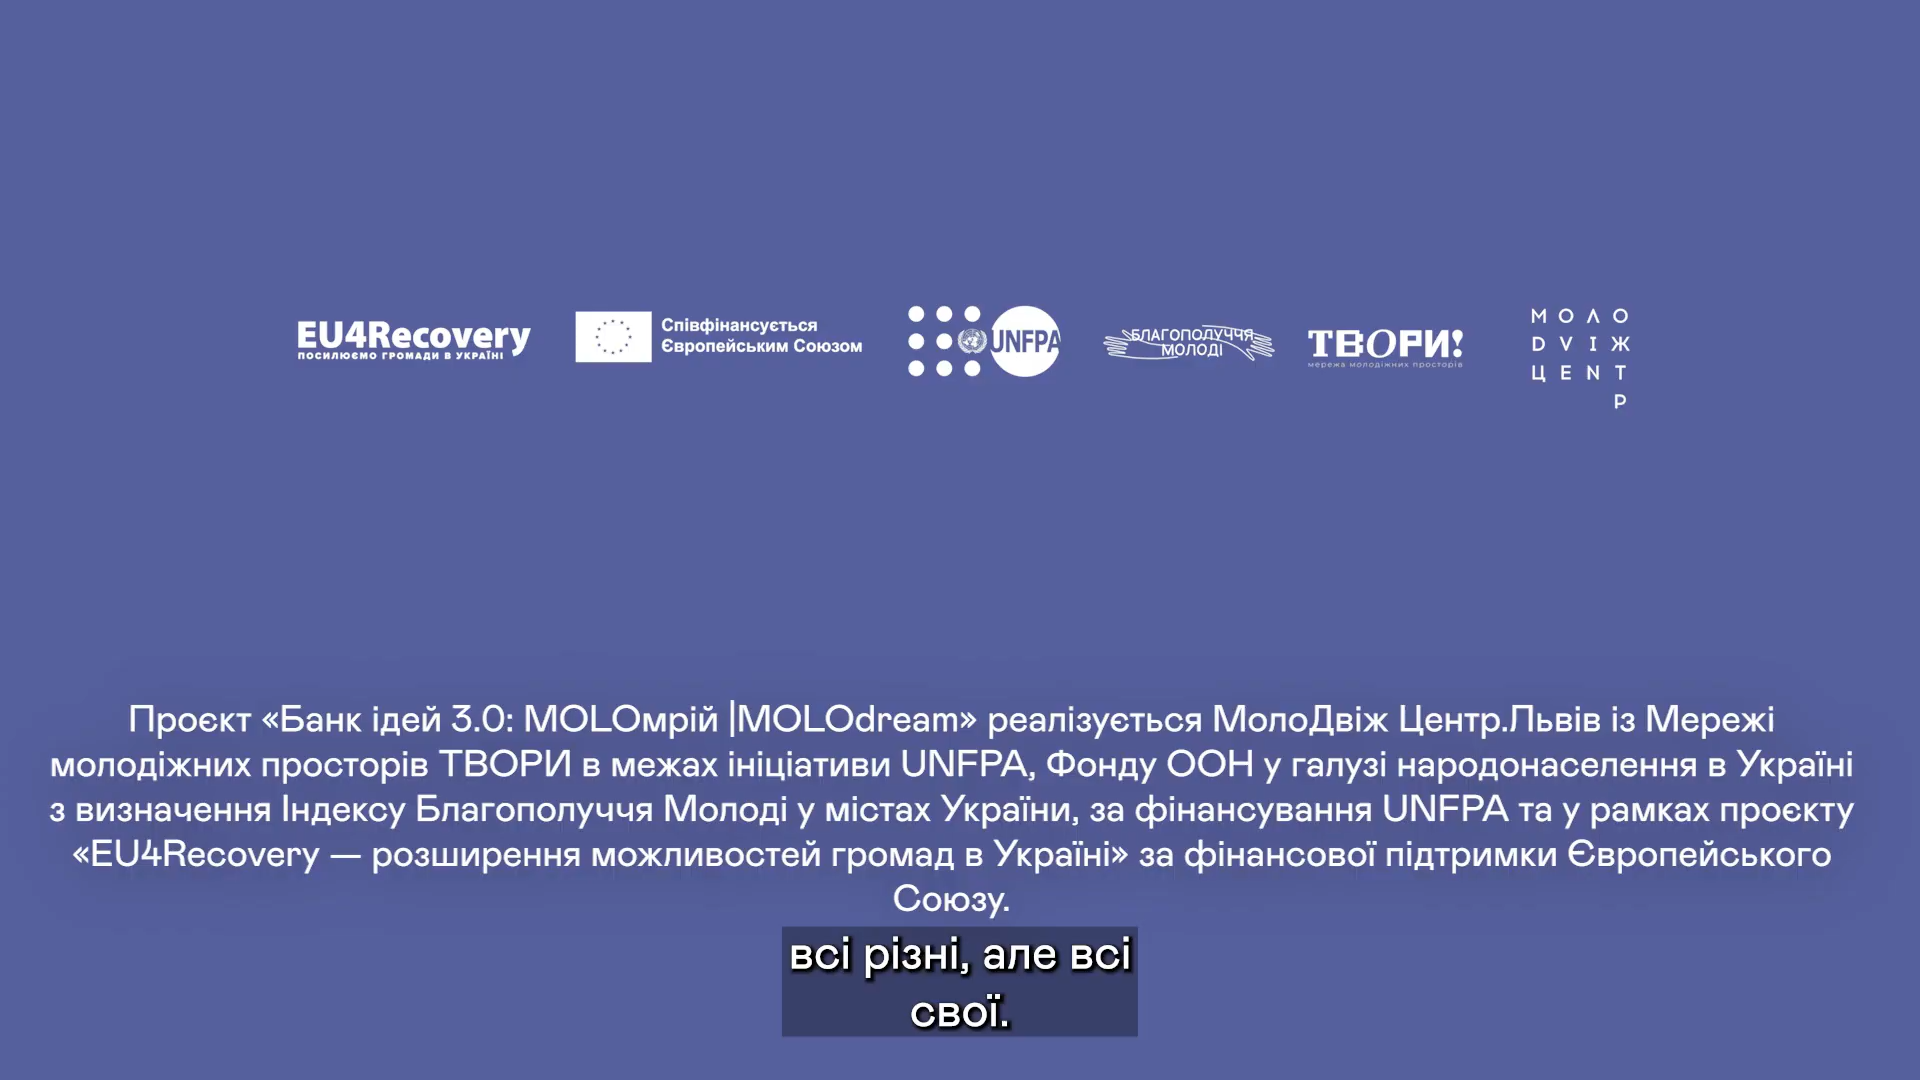 EU4Recovery
ПОСИЛЮЄМО ГРОМАДИ В УКРАЇНІ
Співфінансується
Європейським Союзом
UNFPA
БЛАГОПОЛУЧЧЯ
МОЛОДІ
ТВОРИ!
мережа молодіжних просторів
МОЛО
DVIЖ
ЦЕNТ
Р
Проєкт «Банк ідей 3.0: MOLOмрій |MOLOdream» реалізується МолоДвіж Центр.Львів із Мережі
молодіжних просторів ТВОРИ в межах ініціативи UNFPA, Фонду ООН у галузі народонаселення в Україні
з визначення Індексу Благополуччя Молоді у містах України, за фінансування UNFPA та у рамках проєкту
«EU4Recovery — розширення можливостей громад в Україні» за фінансової підтримки Європейського
Союзу.
всі різні, але всі
свої.